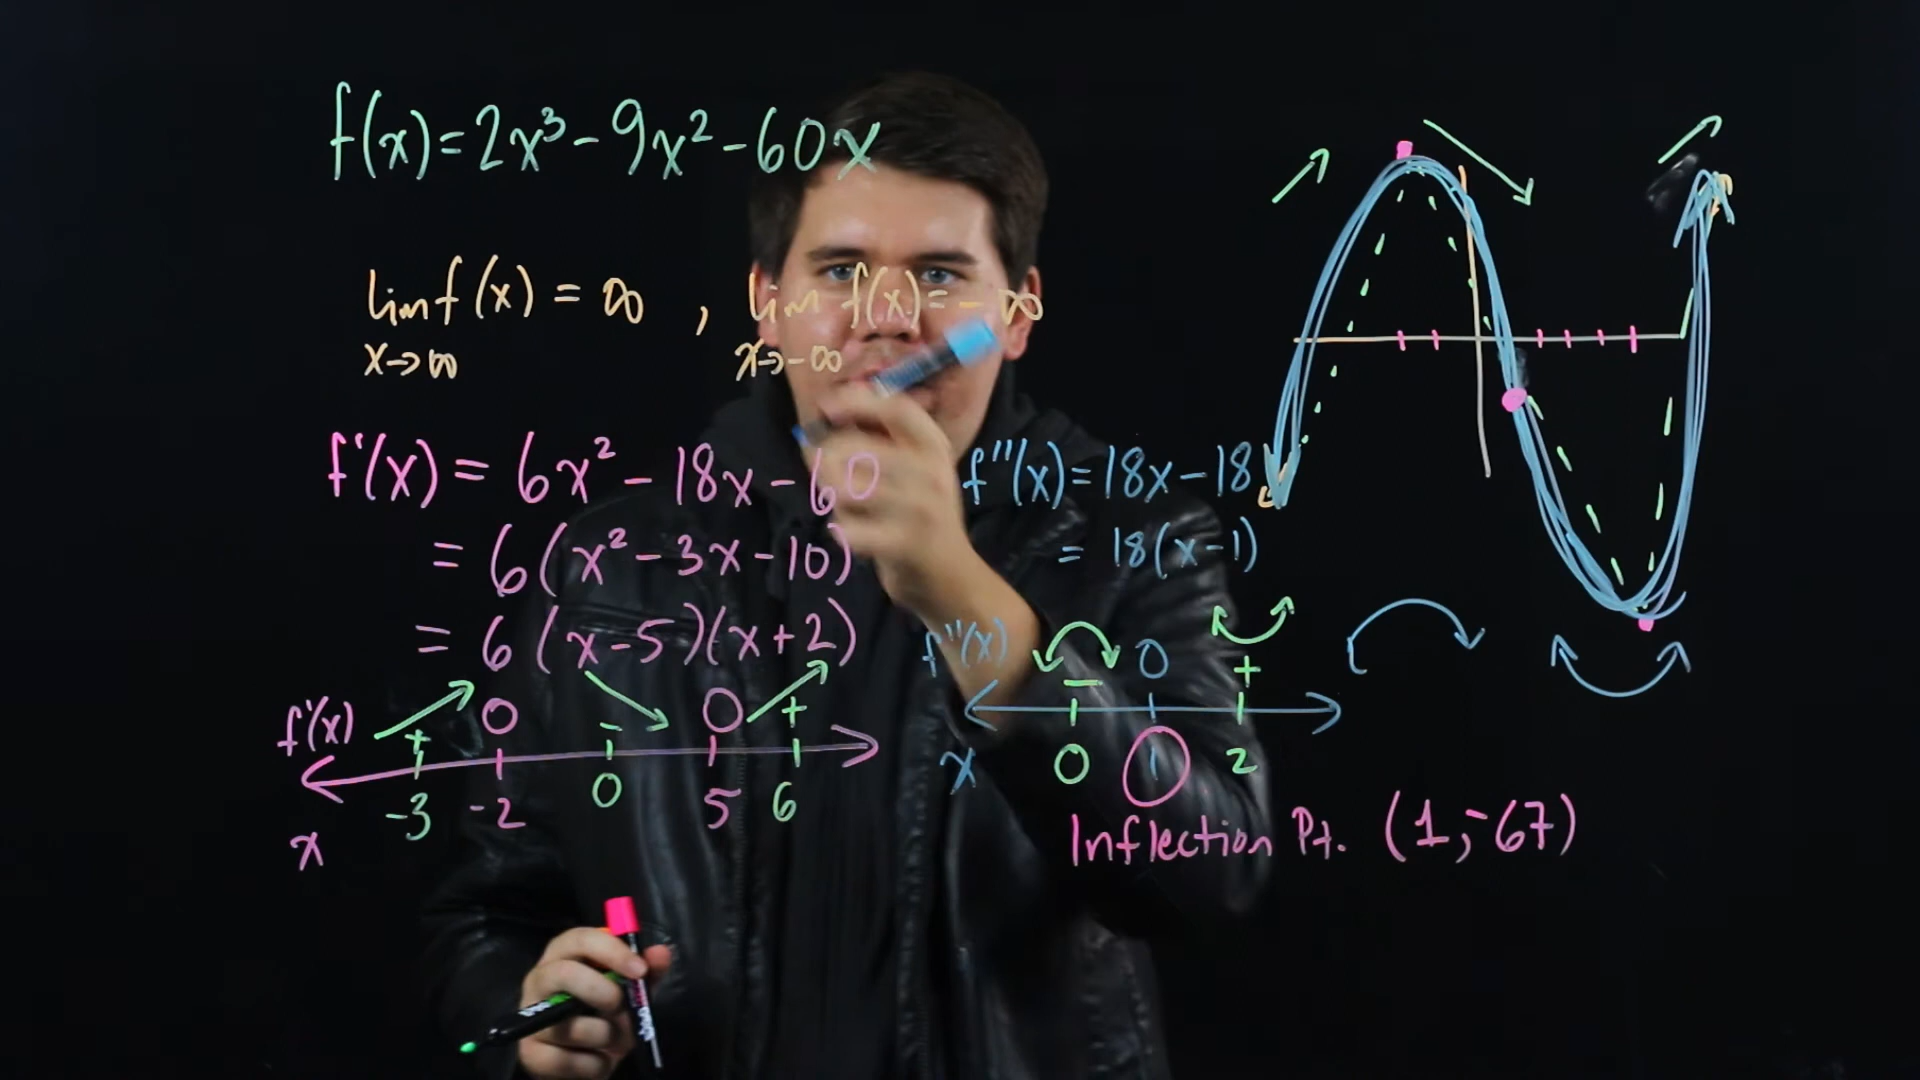 f(x)=2x³-9x²-60x
lim f(x) = ∞ , lim f(x) = -∞
x→∞ x→-∞
f'(x) = 6x² - 18x - 60
= 6(x² - 3x - 10)
= 6(x-5)(x+2)
f''(x)=18x-18
= 18(x-1)
f'(x) + 0 - 0 +
x -3 -2 0 5 6
f''(x) - 0 +
x 0 1 2
Inflection Pt. (1,-67)